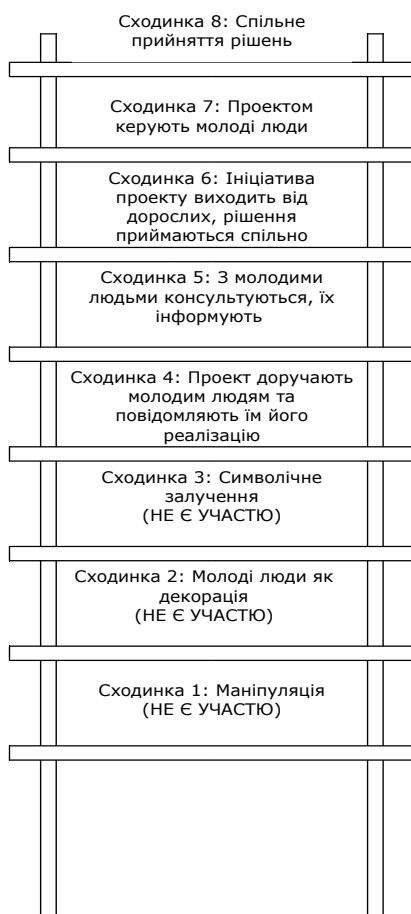 Сходинка 8: Спільне
прийняття рішень
Сходинка 7: Проектом
керують молоді люди
Сходинка 6: Ініціатива
проекту виходить від
дорослих, рішення
приймаються спільно
Сходинка 5: З молодими
людьми консультуються, їх
інформують
Сходинка 4: Проект доручають
молодим людям та
повідомляють їм його
реалізацію
Сходинка 3: Символічне
залучення
(НЕ Є УЧАСТЮ)
Сходинка 2: Молоді люди як
декорація
(НЕ Є УЧАСТЮ)
Сходинка 1: Маніпуляція
(НЕ Є УЧАСТЮ)